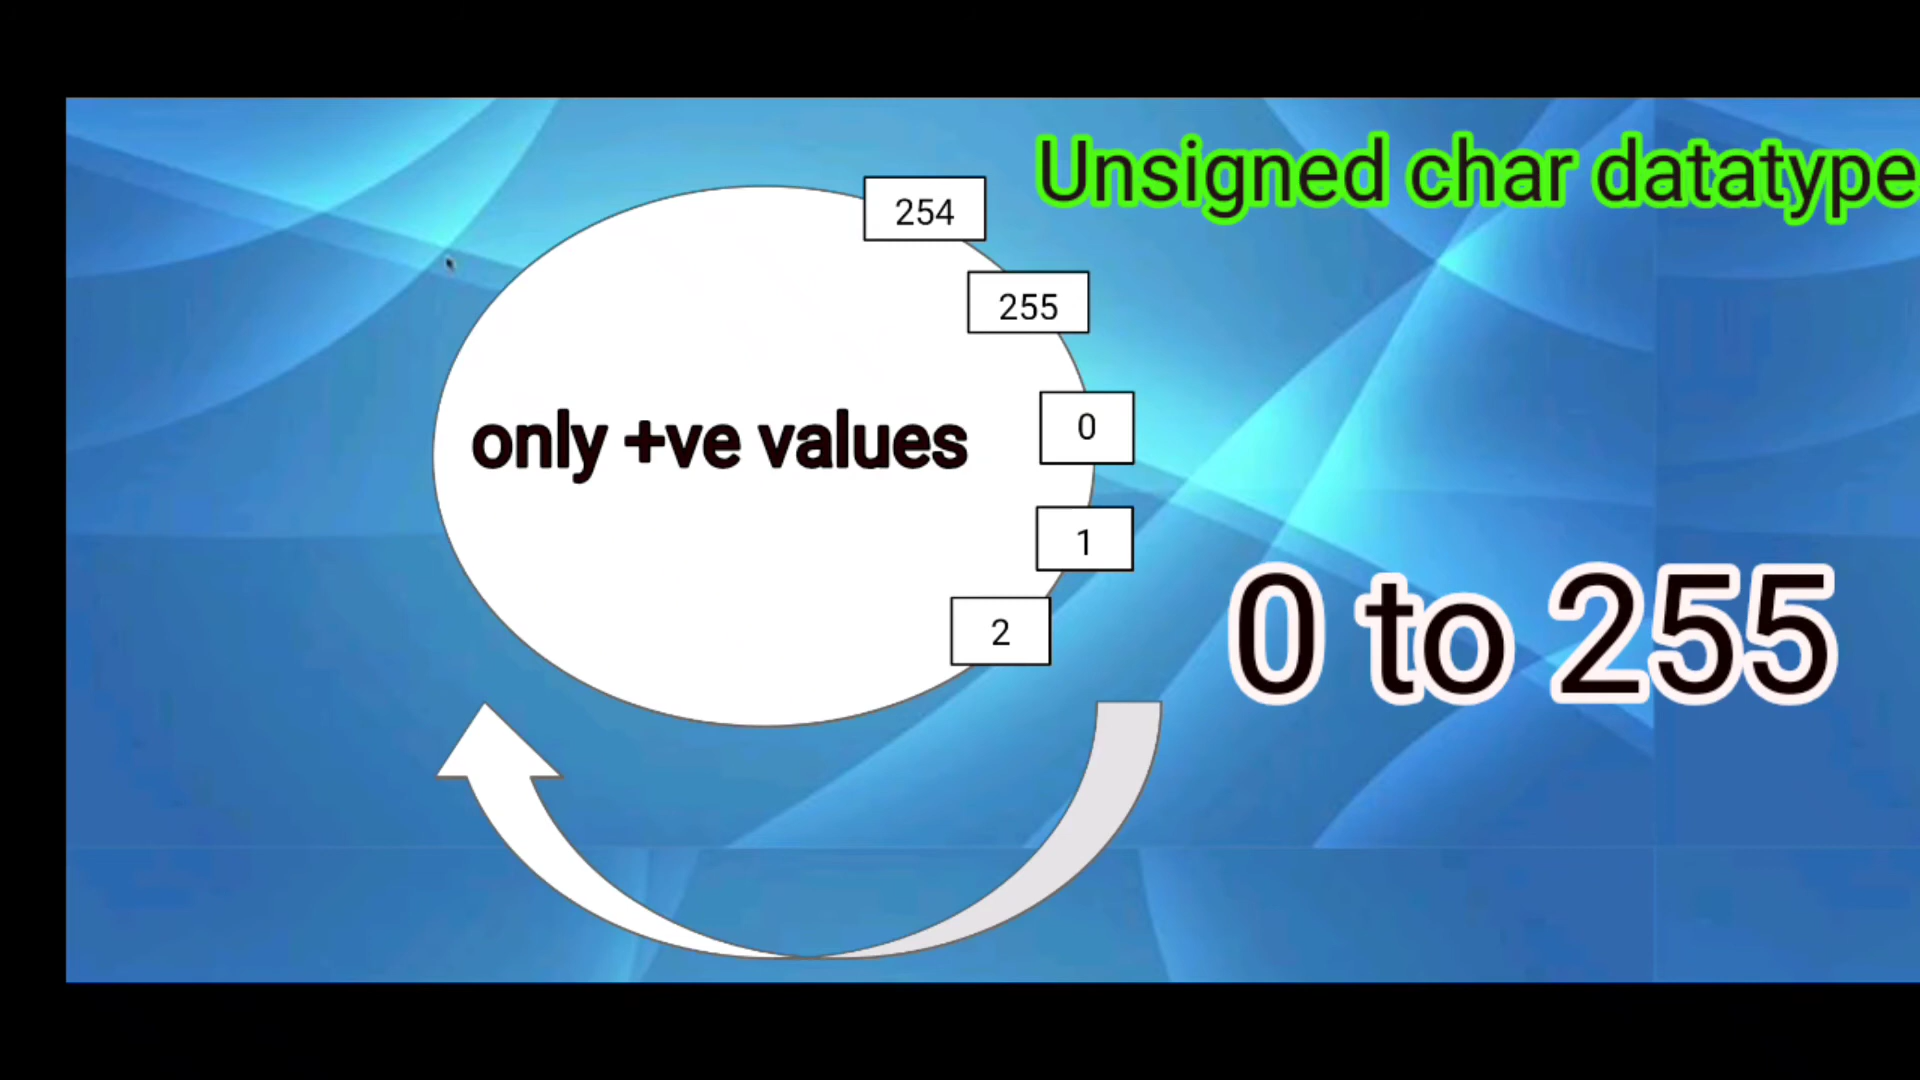 Unsigned char datatype
254
255
0
only +ve values
1
2
0 to 255